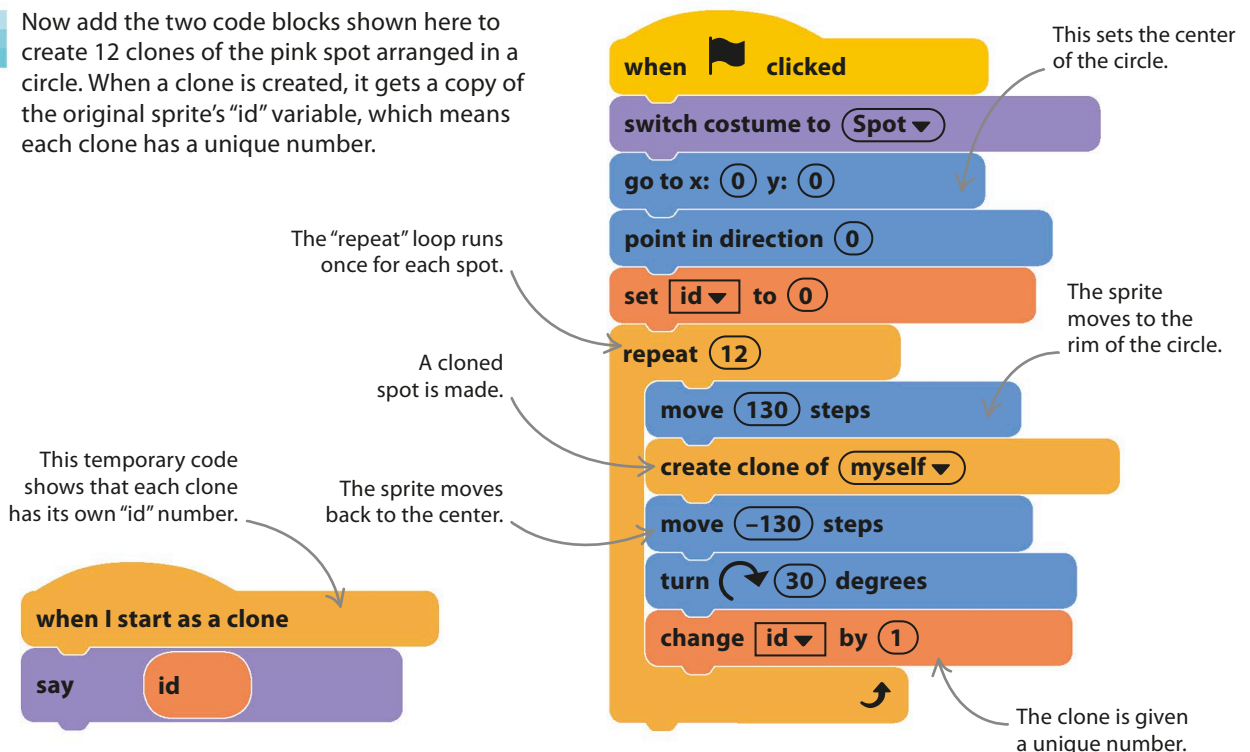 Now add the two code blocks shown here to
create 12 clones of the pink spot arranged in a
circle. When a clone is created, it gets a copy of
the original sprite's “id” variable, which means
each clone has a unique number.
when clicked
This sets the center
of the circle.
switch costume to Spot
go to x: 0 y: 0
point in direction 0
The “repeat” loop runs
once for each spot.
set id to 0
The sprite
moves to the
rim of the circle.
repeat 12
A cloned
spot is made.
move 130 steps
create clone of myself
This temporary code
shows that each clone
has its own “id” number.
The sprite moves
back to the center.
move –130 steps
turn 30 degrees
change id by 1
when I start as a clone
say id
The clone is given
a unique number.